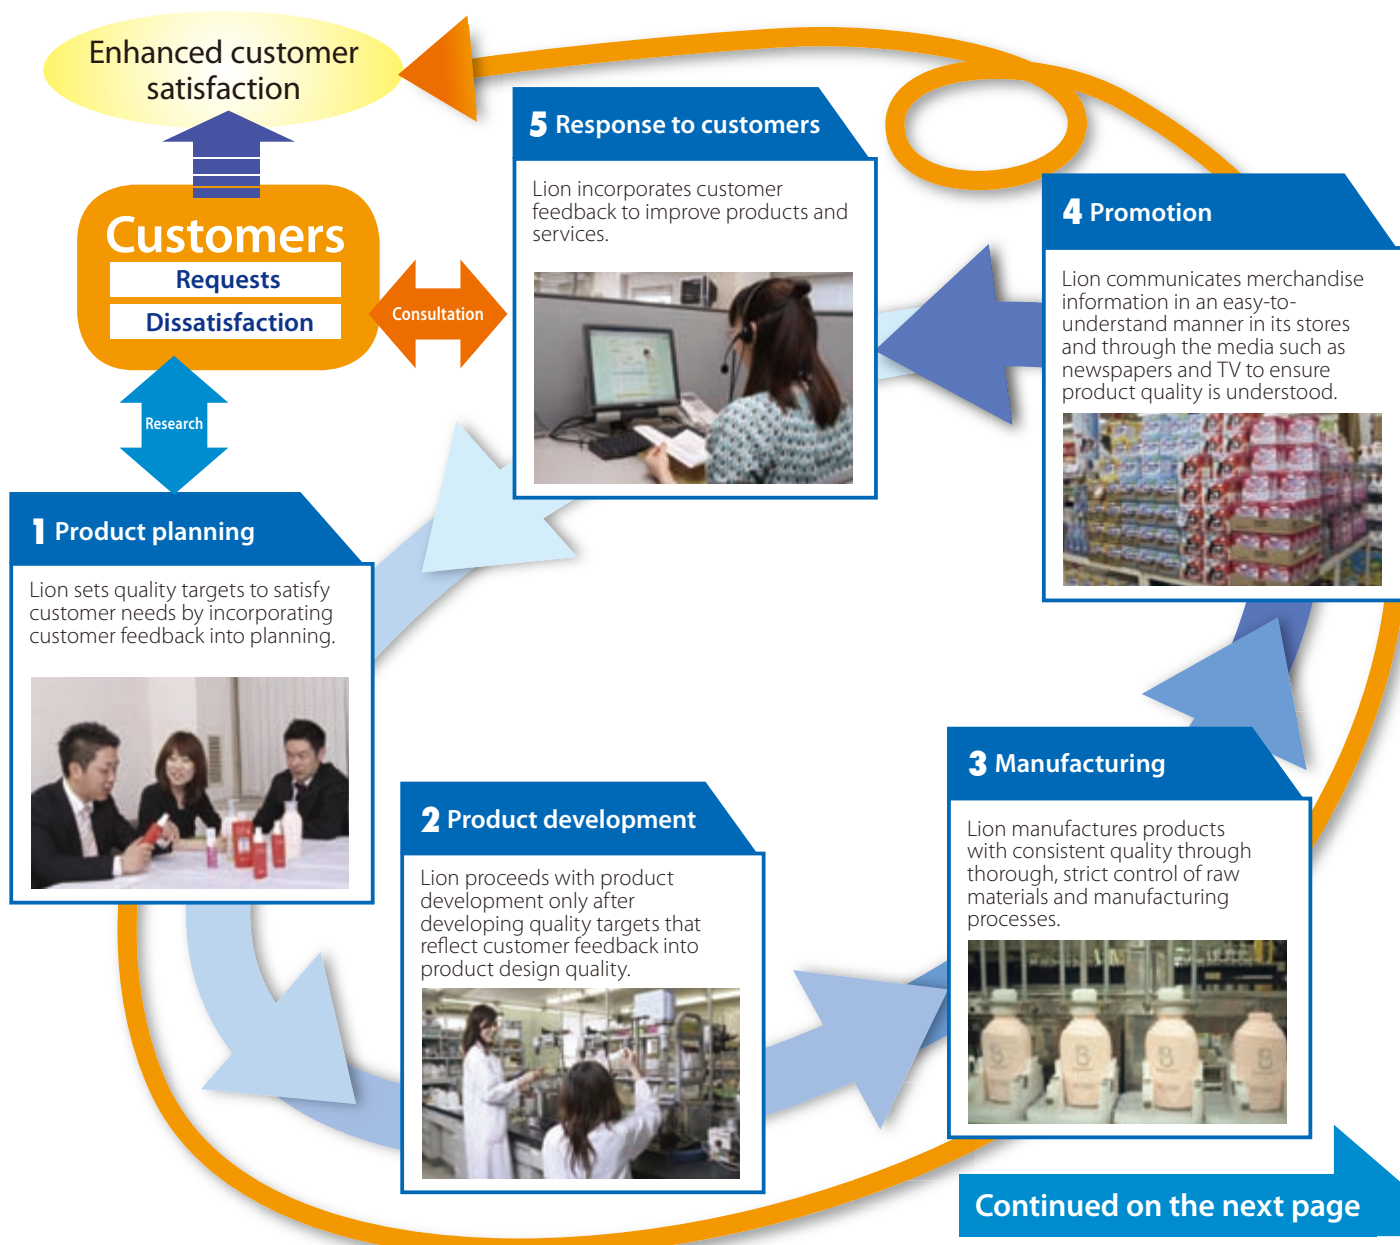 Enhanced customer
satisfaction
Customers
Requests
Dissatisfaction
Consultation
Research
5 Response to customers
Lion incorporates customer
feedback to improve products and
services.
4 Promotion
Lion communicates merchandise
information in an easy-to-
understand manner in its stores
and through the media such as
newspapers and TV to ensure
product quality is understood.
1 Product planning
Lion sets quality targets to satisfy
customer needs by incorporating
customer feedback into planning.
2 Product development
Lion proceeds with product
development only after
developing quality targets that
reflect customer feedback into
product design quality.
3 Manufacturing
Lion manufactures products
with consistent quality through
thorough, strict control of raw
materials and manufacturing
processes.
Continued on the next page